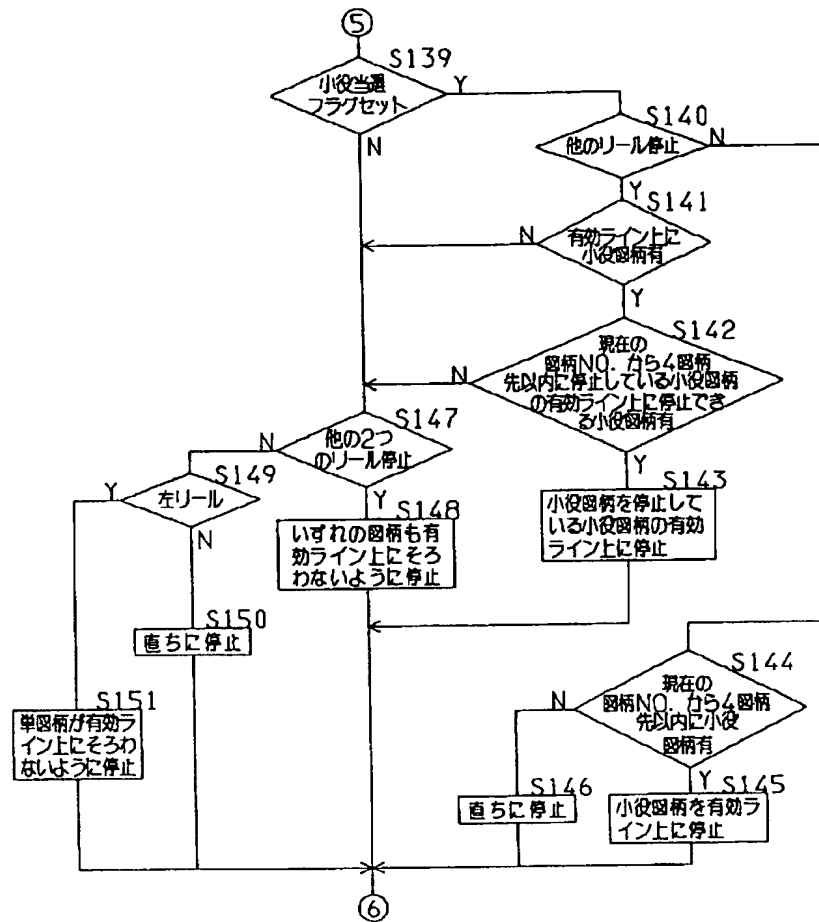 ⑤
S139
小役当選
フラグセット
Y
N
S140
他のリール停止
N
Y
S141
有効ライン上に
小役図柄有
N
Y
S142
現在の
図柄NO.から4図柄
先以内に停止している小役図柄
の有効ライン上に停止でき
る小役図柄有
N
Y
S143
小役図柄を停止して
いる小役図柄の有効
ライン上に停止
S147
他の2つ
のリール停止
N
Y
S148
いずれの図柄も有
効ライン上にそろ
わないように停止
S149
左リール
Y
N
S150
直ちに停止
S151
単図柄が有効ラ
イン上にそろわ
ないように停止
S144
現在の
図柄NO.から4図柄
先以内に小役
図柄有
N
Y
S146
直ちに停止
S145
小役図柄を有効ラ
イン上に停止
⑥